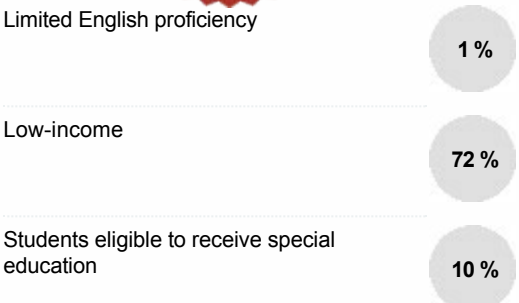 Limited English proficiency
1 %
Low-income
72 %
Students eligible to receive special
education
10 %